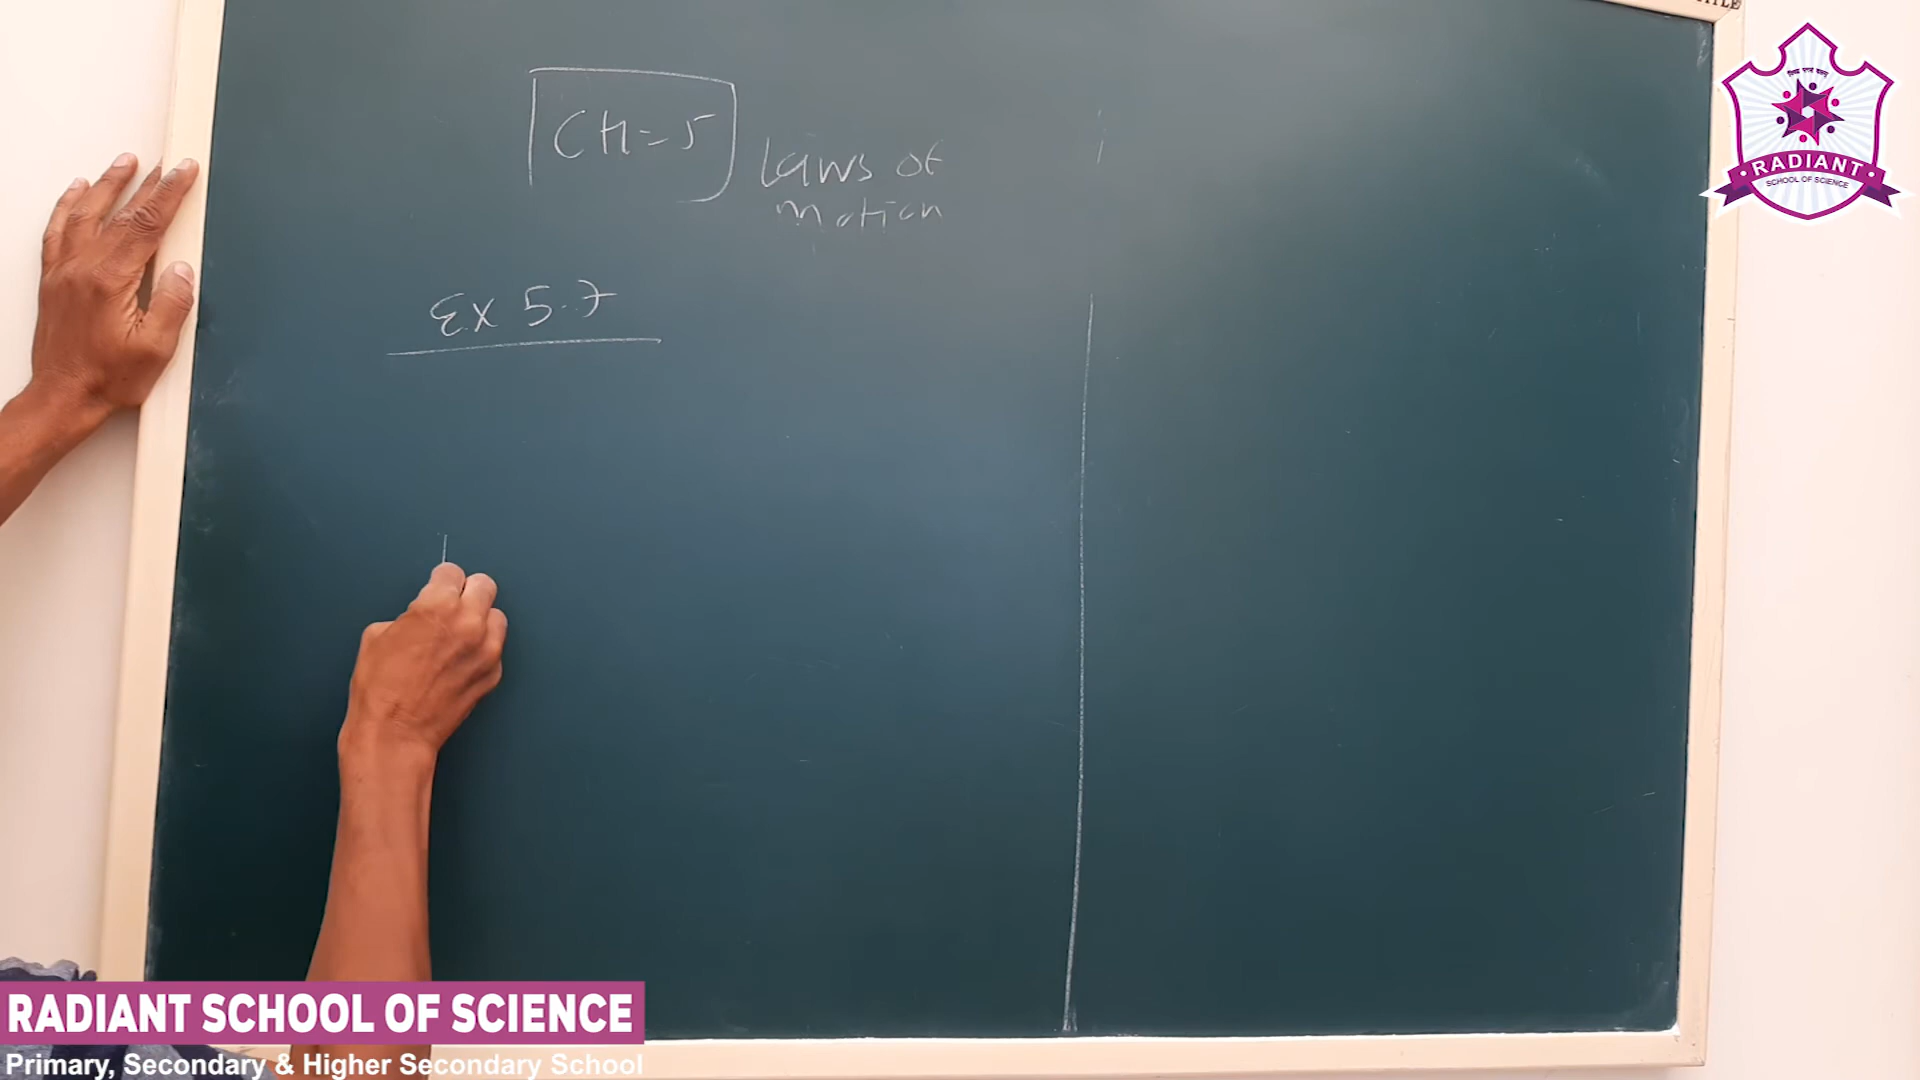 CH=5
Laws of
motion
Ex 5.7
RADIANT
SCHOOL OF SCIENCE
RADIANT SCHOOL OF SCIENCE
Primary, Secondary & Higher Secondary School